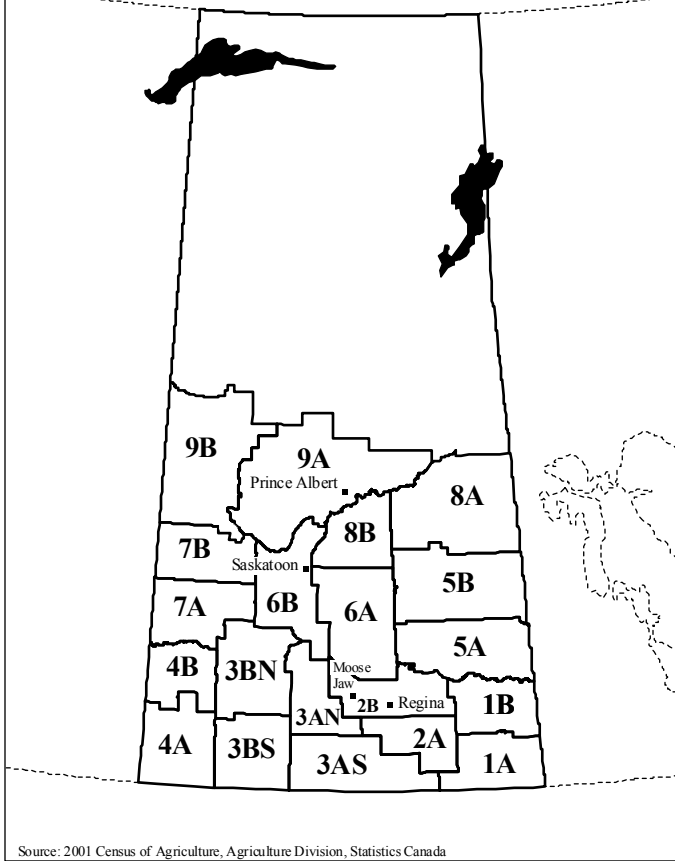 9B
9A
Prince Albert
8A
8B
7B
Saskatoon
5B
7A
6B
6A
5A
4B
3BN
Moose
Jaw
2B
Regina
1B
3AN
4A
3BS
2A
3AS
1A
Source: 2001 Census of Agriculture, Agriculture Division, Statistics Canada